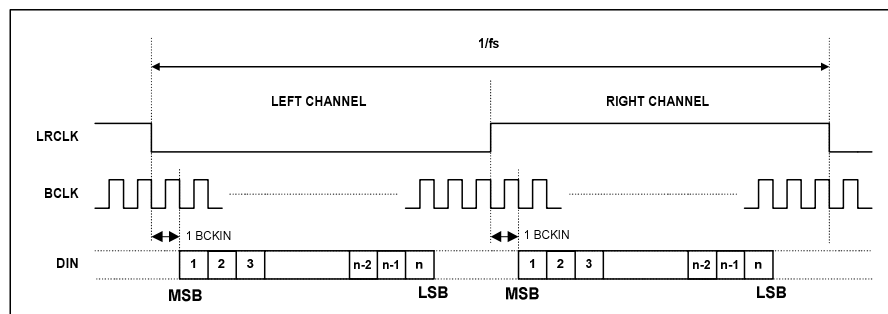 1/fs
LEFT CHANNEL RIGHT CHANNEL
LRCLK
BCLK
1 BCKIN 1 BCKIN
DIN 1 2 3 n-2 n-1 n 1 2 3 n-2 n-1 n
MSB LSB MSB LSB